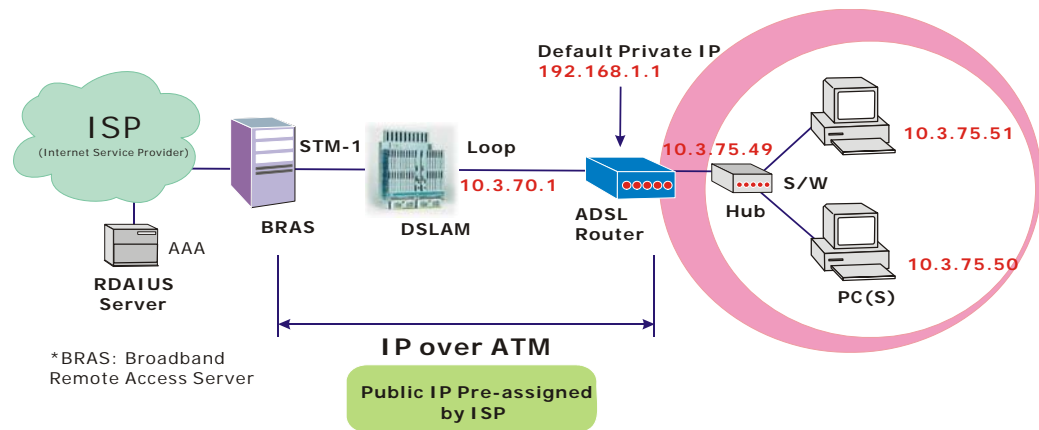 Default Private IP
192.168.1.1
ISP
(Internet Service Provider)
STM-1
Loop
10.3.70.1
10.3.75.49
10.3.75.51
S/W
Hub
BRAS
DSLAM
ADSL
Router
AAA
RDAIUS
Server
10.3.75.50
PC(S)
IP over ATM
*BRAS: Broadband
Remote Access Server
Public IP Pre-assigned
by ISP